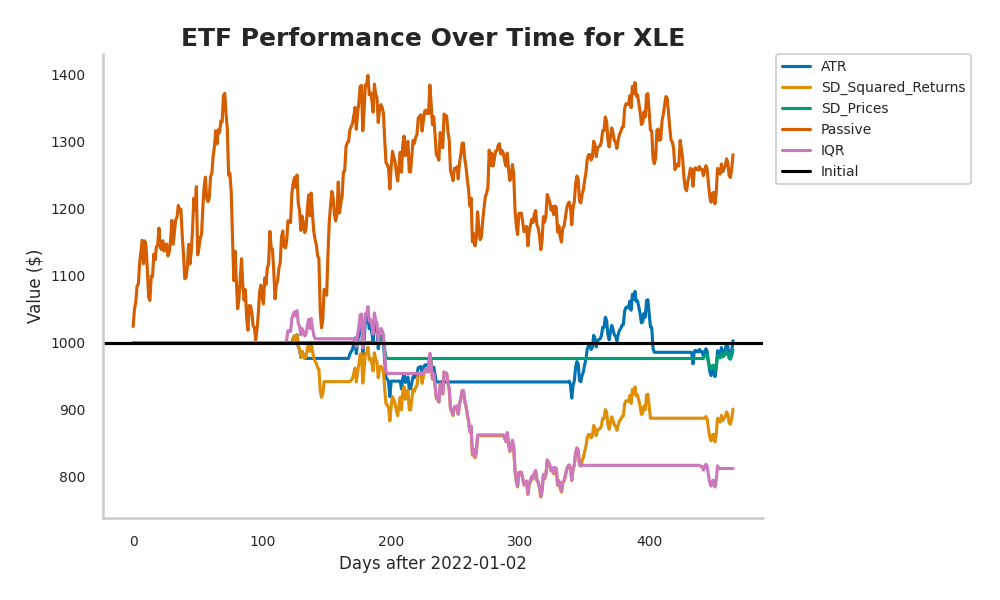 ETF Performance Over Time for XLE
Value ($)
1400
1300
1200
1100
1000
900
800
0
100
200
300
400
Days after 2022-01-02
ATR
SD_Squared_Returns
SD_Prices
Passive
IQR
Initial